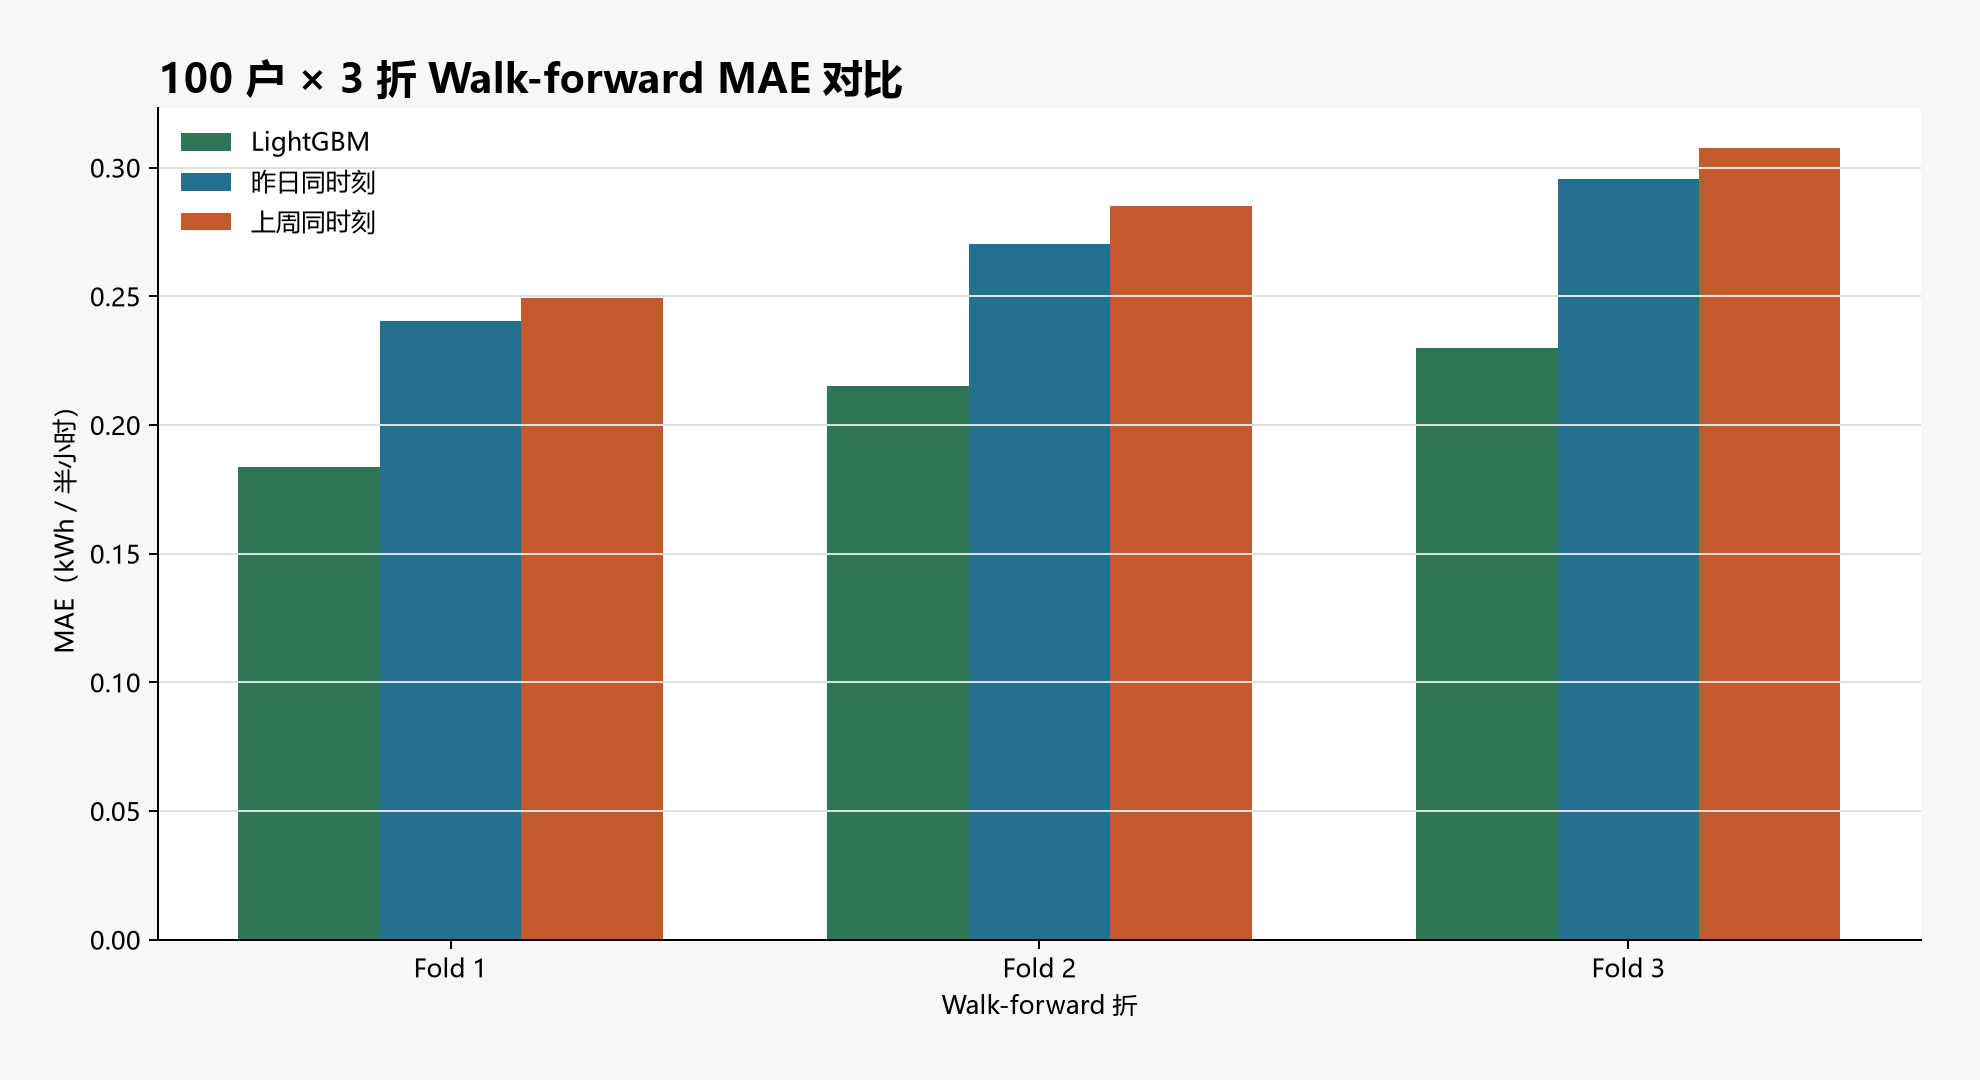 100 户 × 3 折 Walk-forward MAE 对比
LightGBM
昨日同时刻
上周同时刻
MAE（kWh / 半小时）
0.30
0.25
0.20
0.15
0.10
0.05
0.00
Fold 1
Fold 2
Fold 3
Walk-forward 折